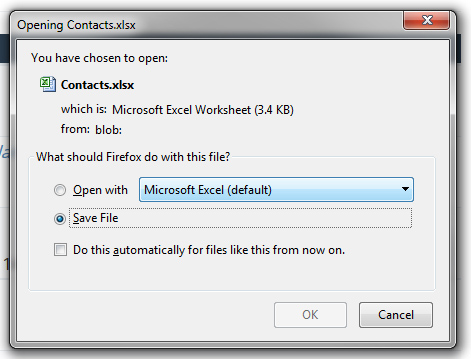 Opening Contacts.xlsx
You have chosen to open:
Contacts.xlsx
which is: Microsoft Excel Worksheet (3.4 KB)
from: blob:
What should Firefox do with this file?
Open with Microsoft Excel (default)
Save File
Do this automatically for files like this from now on.
OK Cancel